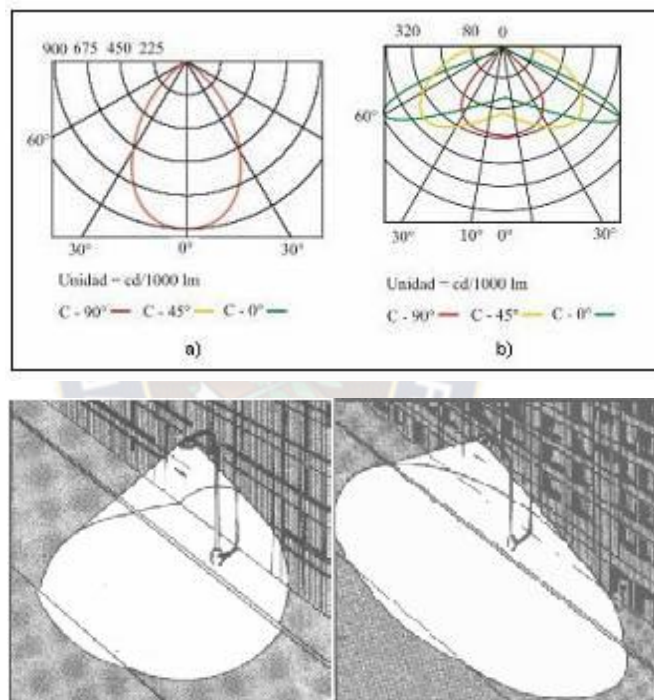 900 675 450 225
60°
30° 0° 30°
Unidad = cd/1000 lm
C - 90° C - 45° C - 0°
a)
320 80 0
60°
30° 10° 0° 30°
Unidad = cd/1000 lm
C - 90° C - 45° C - 0°
b)